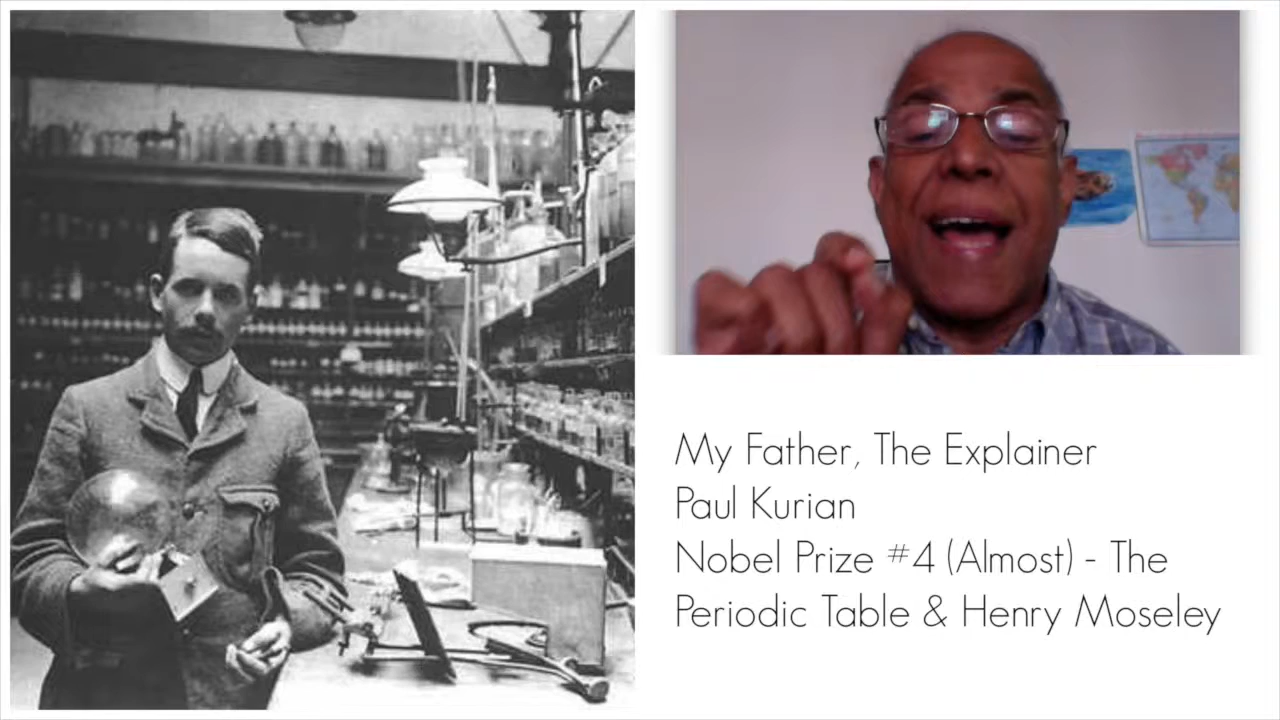 My Father, The Explainer
Paul Kurian
Nobel Prize #4 (Almost) - The
Periodic Table & Henry Moseley